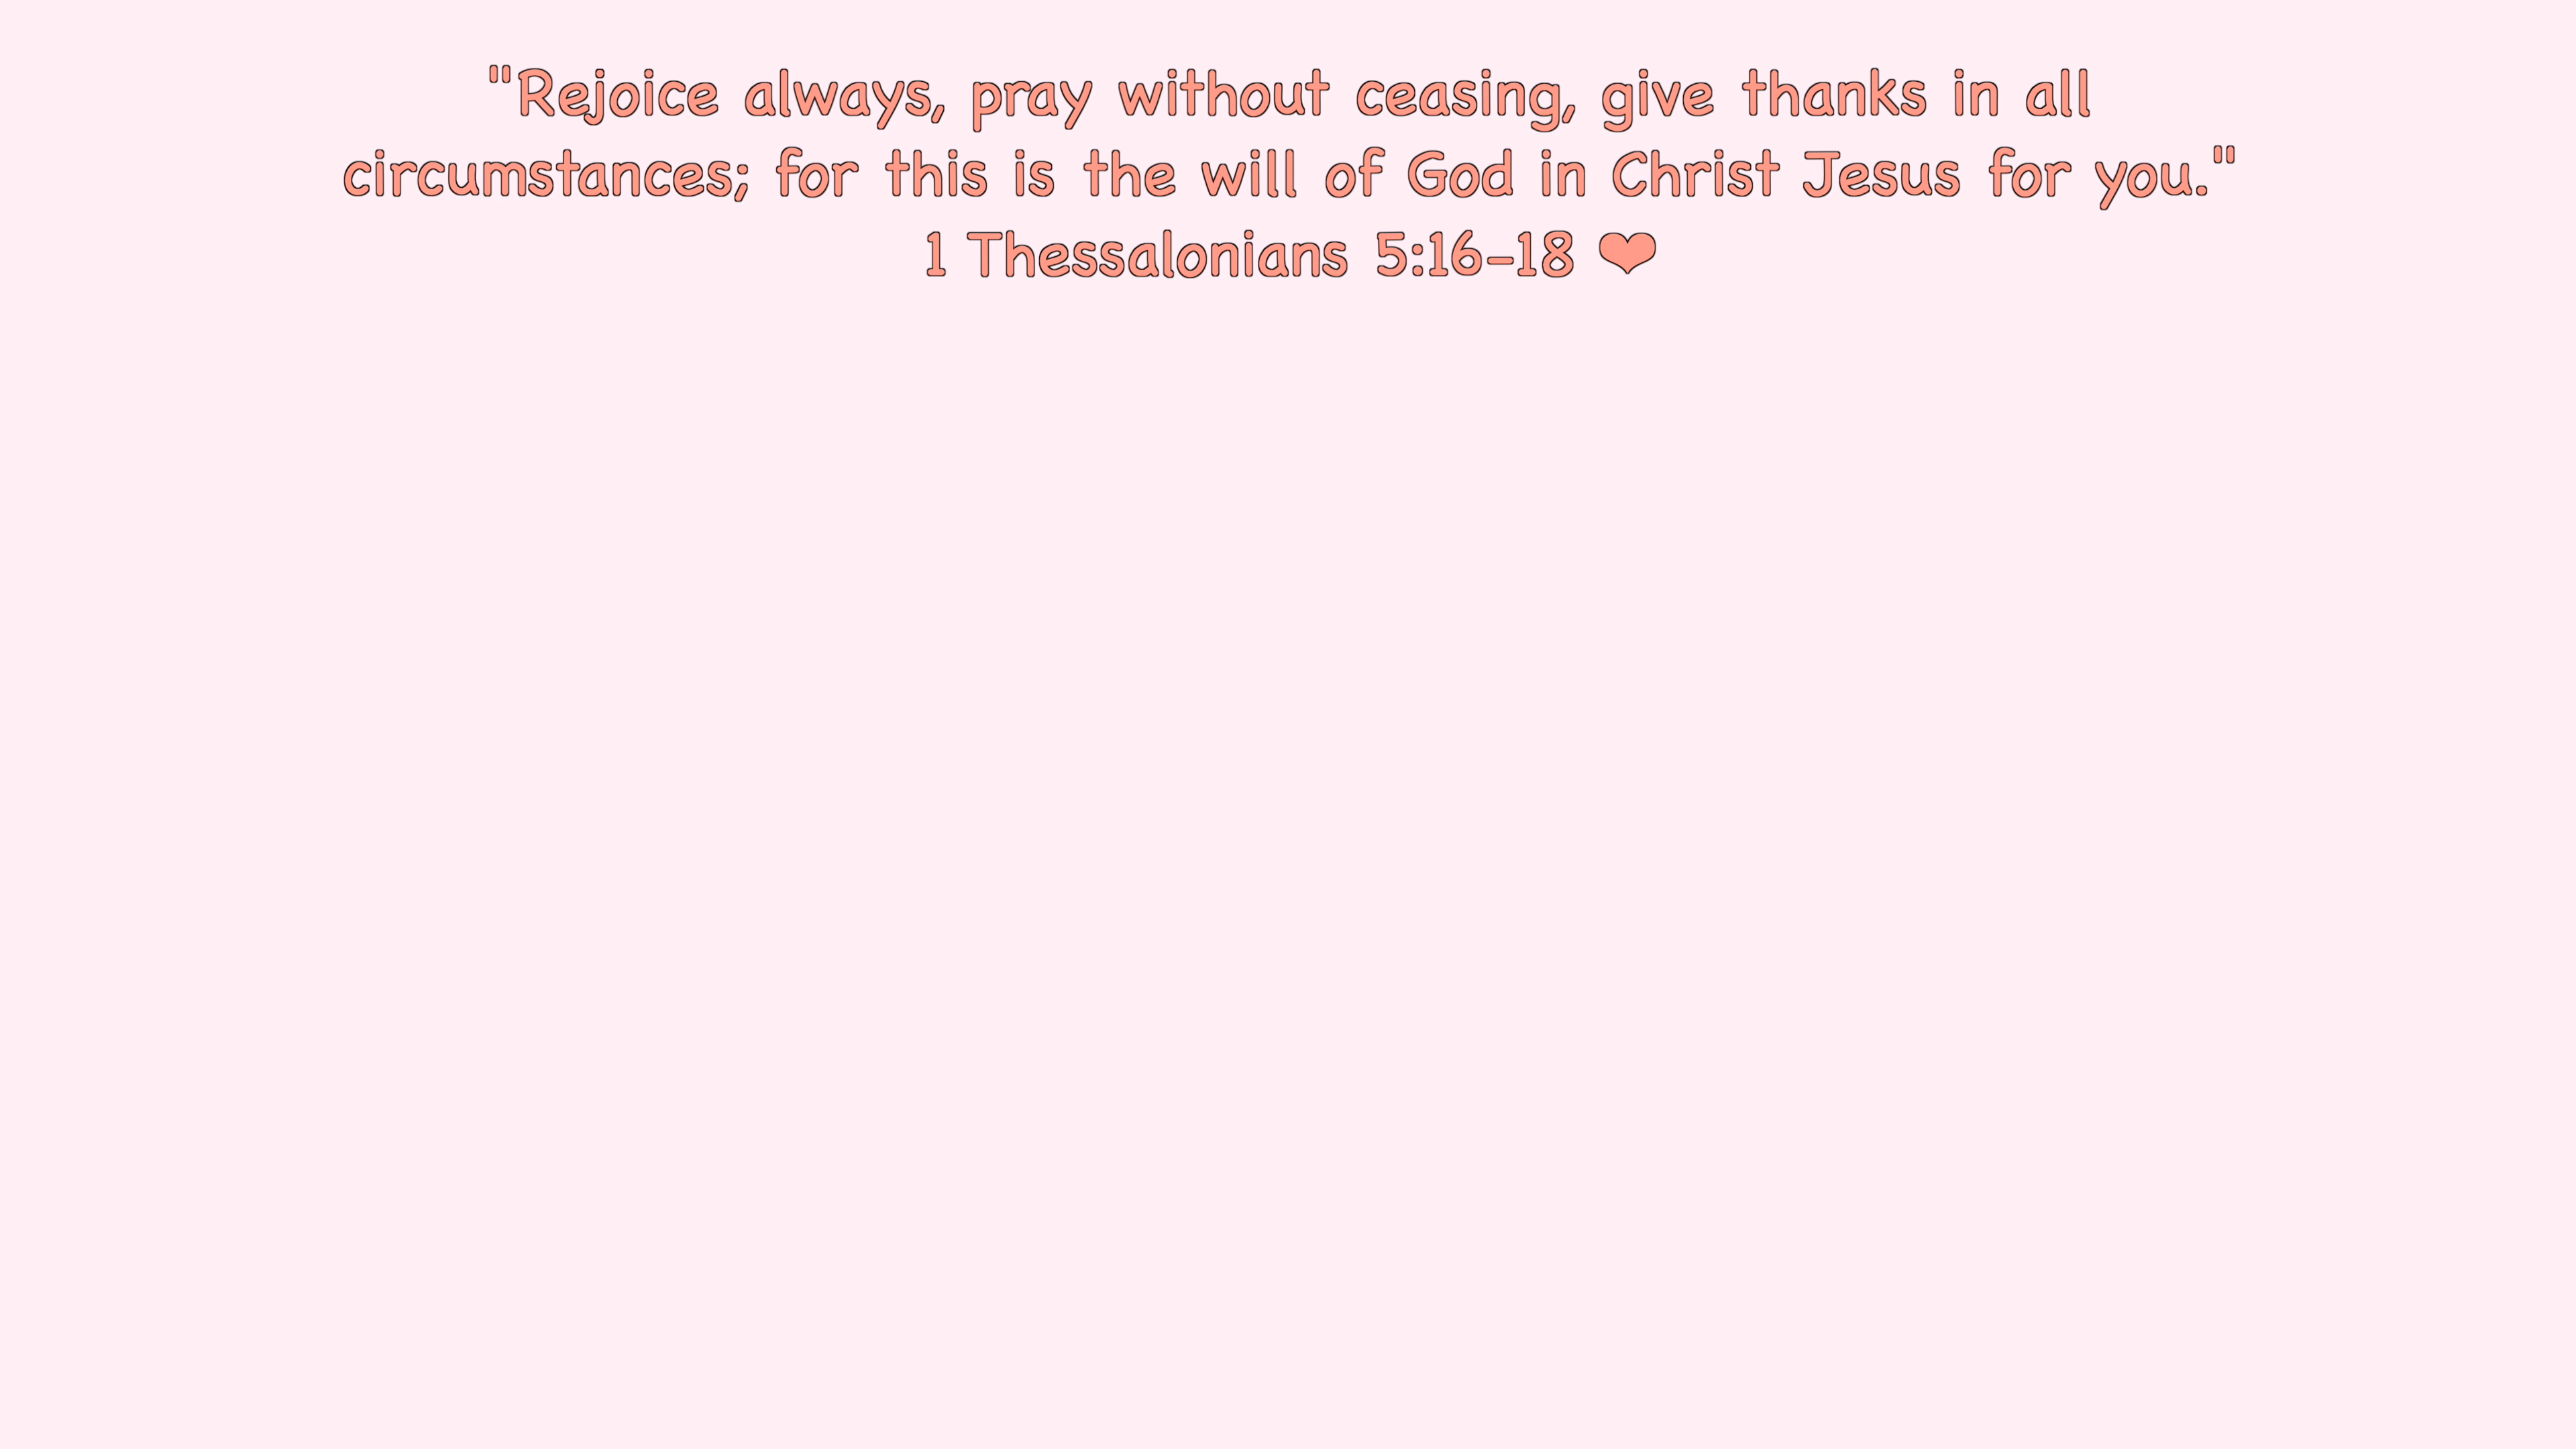 "Rejoice always, pray without ceasing, give thanks in all
circumstances; for this is the will of God in Christ Jesus for you."
1 Thessalonians 5:16-18 ❤